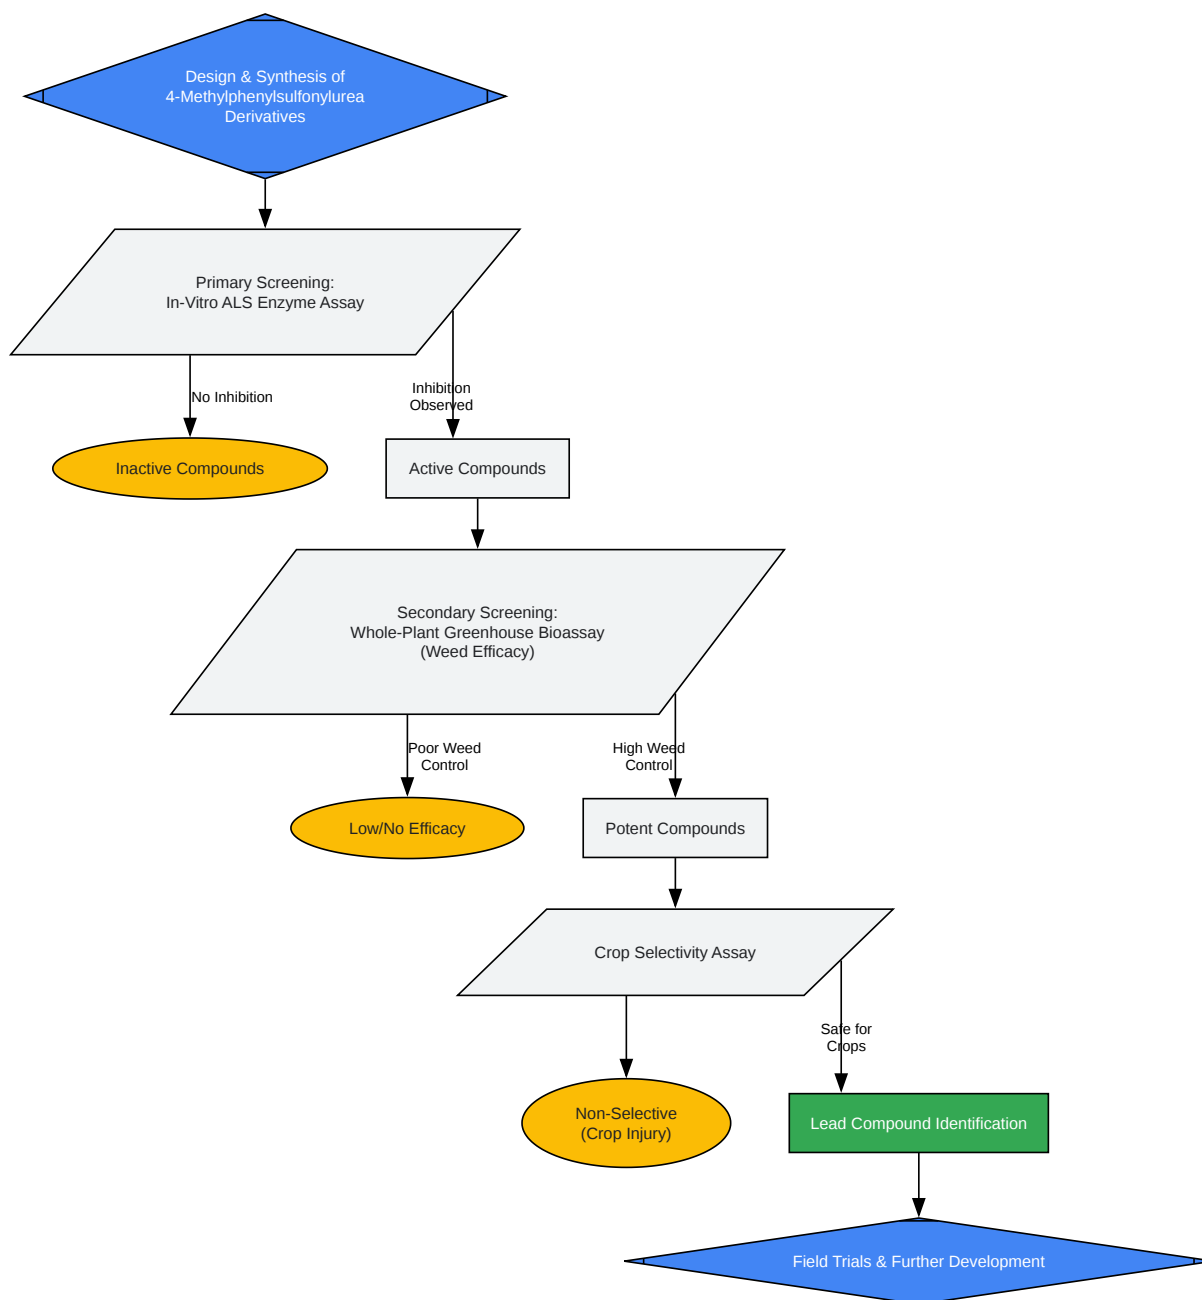 Design & Synthesis of
4-Methylphenylsulfonylurea
Derivatives
Primary Screening:
In-Vitro ALS Enzyme Assay
No Inhibition
Inhibition
Observed
Inactive Compounds
Active Compounds
Secondary Screening:
Whole-Plant Greenhouse Bioassay
(Weed Efficacy)
Poor Weed
Control
High Weed
Control
Low/No Efficacy
Potent Compounds
Crop Selectivity Assay
Safe for
Crops
Non-Selective
(Crop Injury)
Lead Compound Identification
Field Trials & Further Development